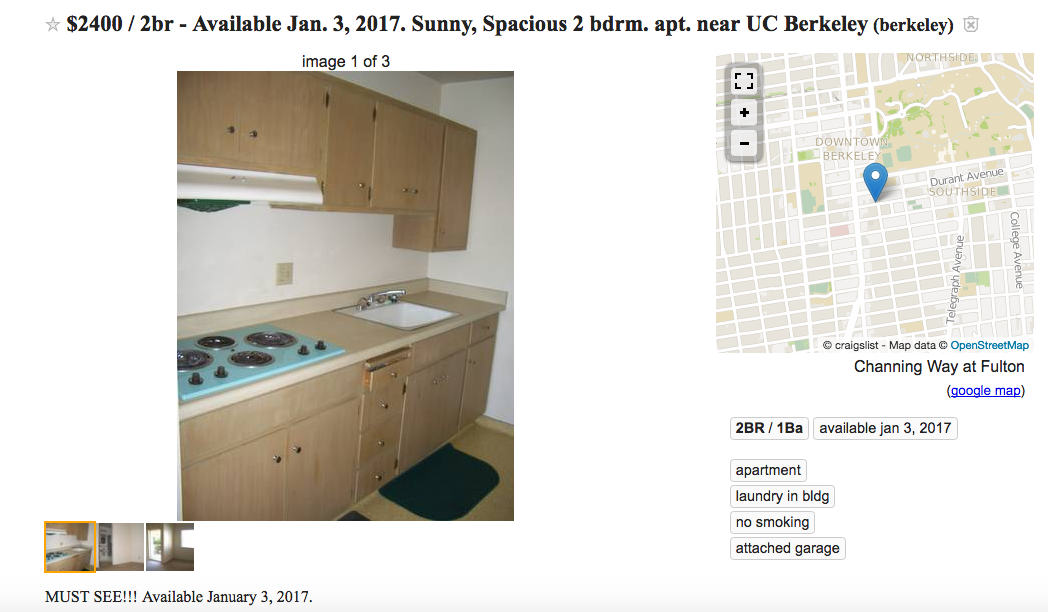 ☆ $2400 / 2br - Available Jan. 3, 2017. Sunny, Spacious 2 bdrm. apt. near UC Berkeley (berkeley)
image 1 of 3
+
−
NORTHSIDE
DOWNTOWN
BERKELEY
Durant Avenue
SOUTHSIDE
College Avenue
Telegraph Avenue
© craigslist - Map data © OpenStreetMap
Channing Way at Fulton
(google map)
2BR / 1Ba available jan 3, 2017
apartment
laundry in bldg
no smoking
attached garage
MUST SEE!!! Available January 3, 2017.